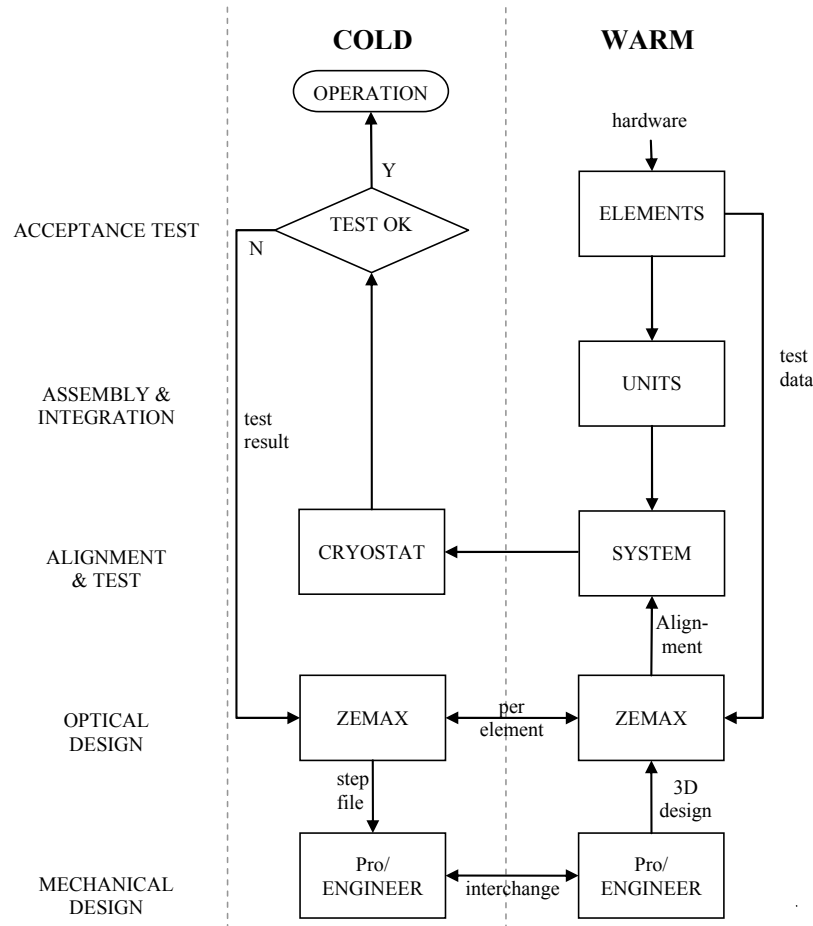 COLD
WARM
OPERATION
hardware
Y
ACCEPTANCE TEST
N
TEST OK
ELEMENTS
test
data
ASSEMBLY &
INTEGRATION
test
result
UNITS
ALIGNMENT
& TEST
CRYOSTAT
SYSTEM
Align-
ment
OPTICAL
DESIGN
ZEMAX
per
element
ZEMAX
step
file
3D
design
MECHANICAL
DESIGN
Pro/
ENGINEER
interchange
Pro/
ENGINEER